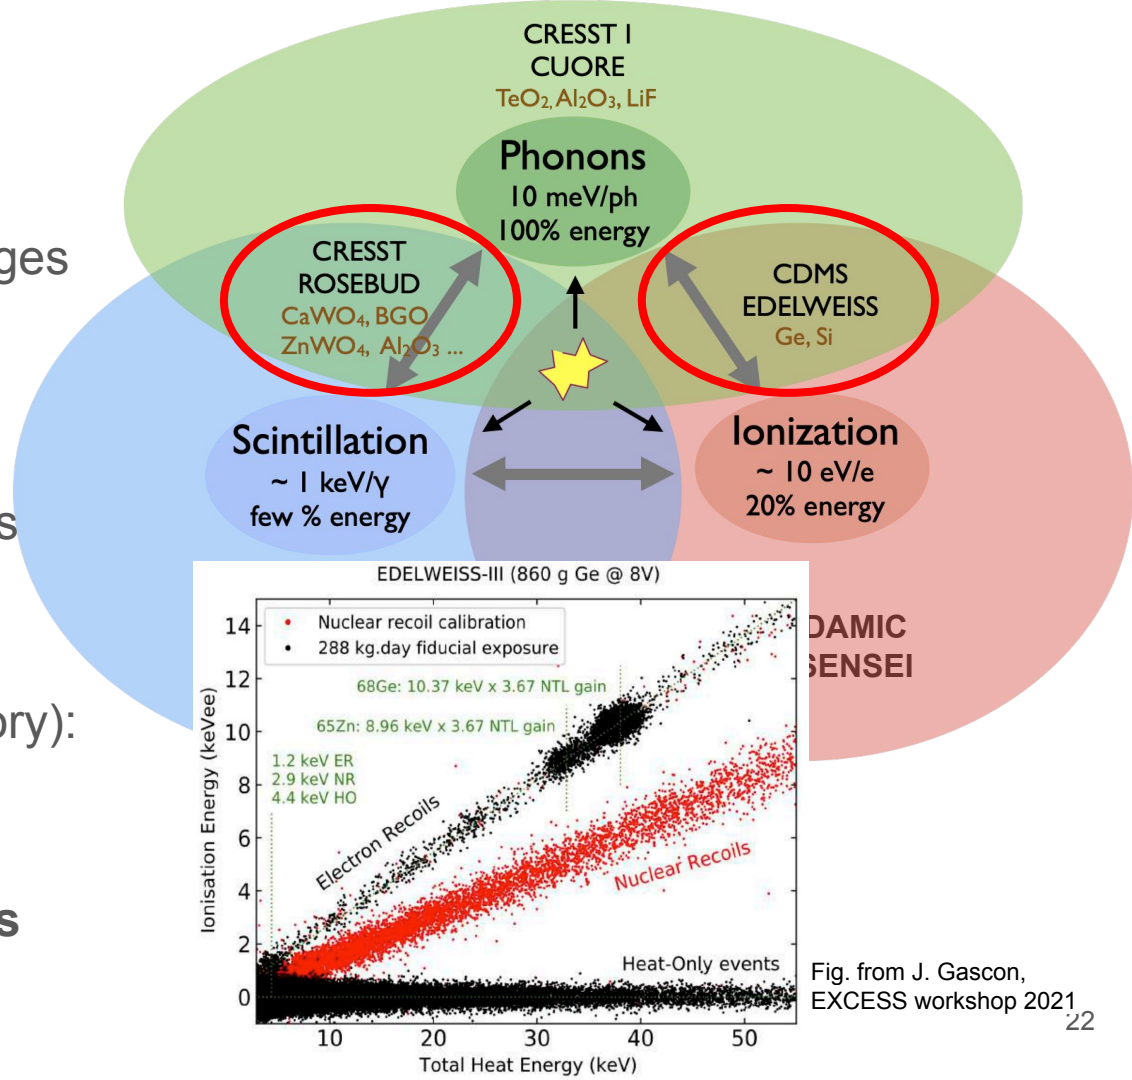 CRESST I
CUORE
TeO₂, Al₂O₃, LiF
Phonons
10 meV/ph
100% energy
ges
CRESST
ROSEBUD
CaWO₄, BGO
ZnWO₄, Al₂O₃ ...
CDMS
EDELWEISS
Ge, Si
Scintillation
~ 1 keV/γ
few % energy
Ionization
~ 10 eV/e
20% energy
s
EDELWEISS-III (860 g Ge @ 8V)
Nuclear recoil calibration
288 kg.day fiducial exposure
DAMIC
SENSEI
68Ge: 10.37 keV x 3.67 NTL gain
65Zn: 8.96 keV x 3.67 NTL gain
ory):
1.2 keV ER
2.9 keV NR
4.4 keV HO
Electron Recoils
Nuclear Recoils
s
Heat-Only events
Ionisation Energy (keVee)
14
12
10
8
6
4
2
0
10 20 30 40 50
Total Heat Energy (keV)
Fig. from J. Gascon,
EXCESS workshop 2021
22